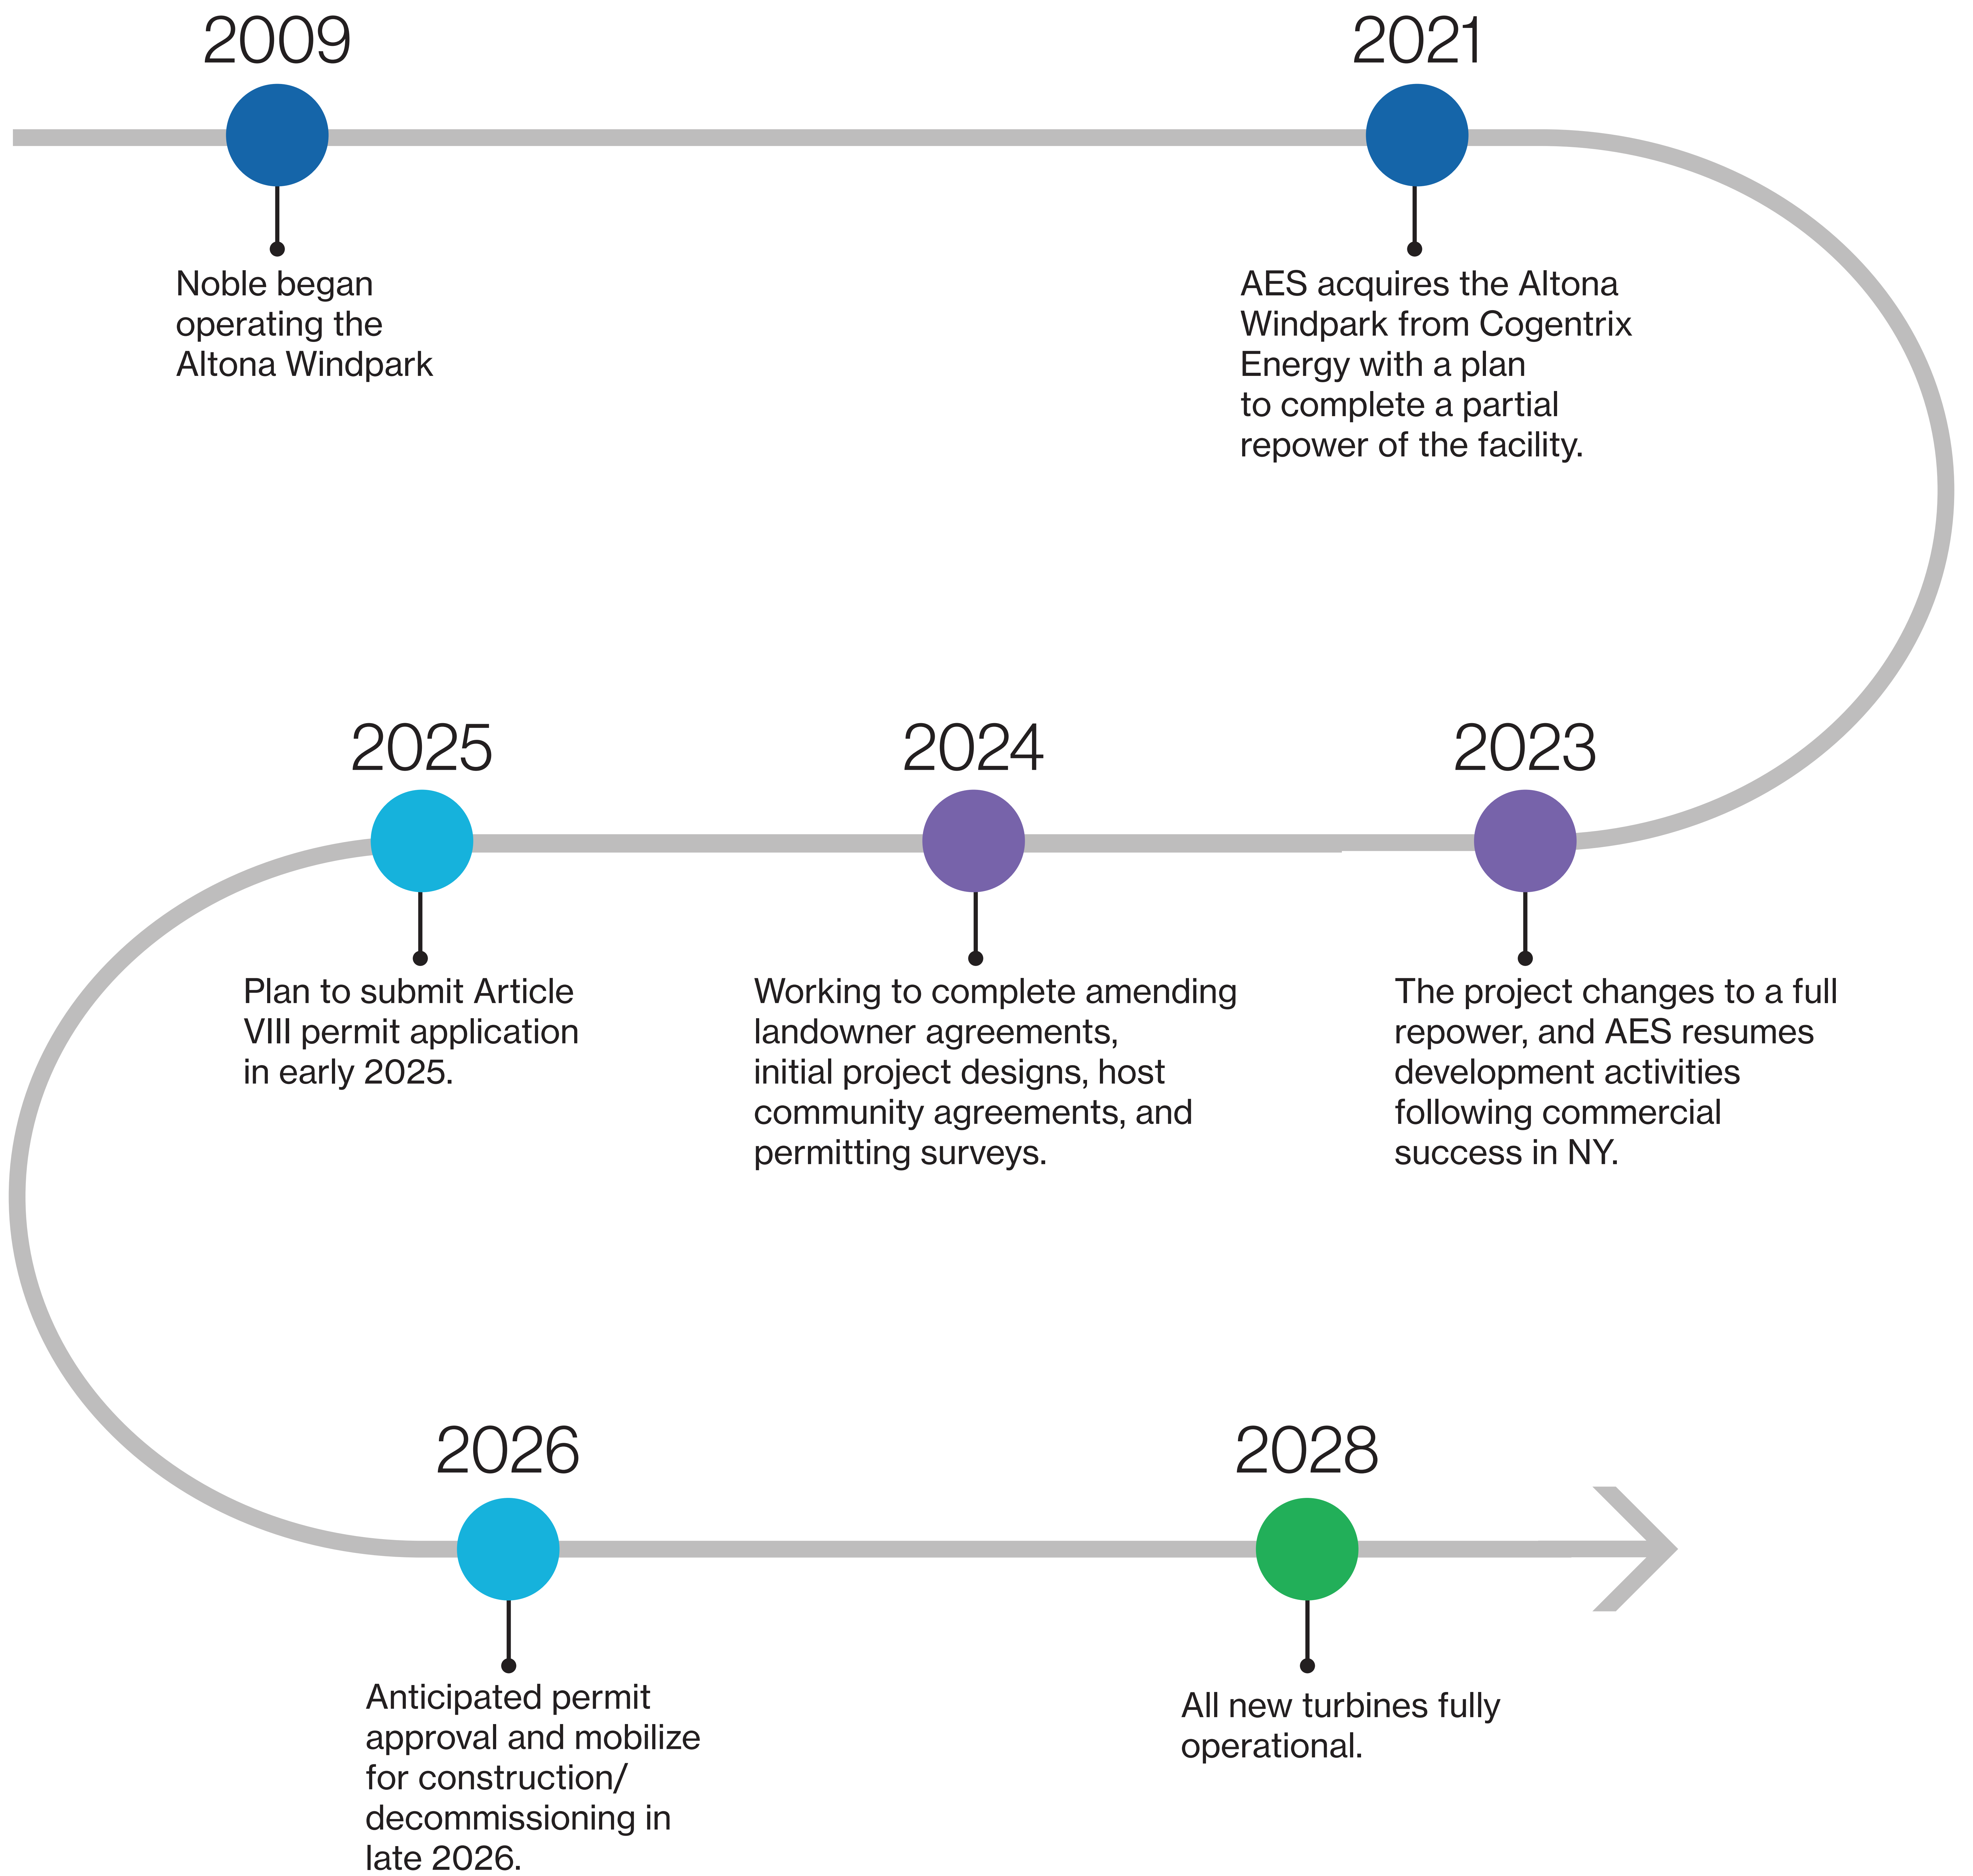 2009
Noble began
operating the
Altona Windpark
2021
AES acquires the Altona
Windpark from Cogentrix
Energy with a plan
to complete a partial
repower of the facility.
2023
The project changes to a full
repower, and AES resumes
development activities
following commercial
success in NY.
2024
Working to complete amending
landowner agreements,
initial project designs, host
community agreements, and
permitting surveys.
2025
Plan to submit Article
VIII permit application
in early 2025.
2026
Anticipated permit
approval and mobilize
for construction/
decommissioning in
late 2026.
2028
All new turbines fully
operational.